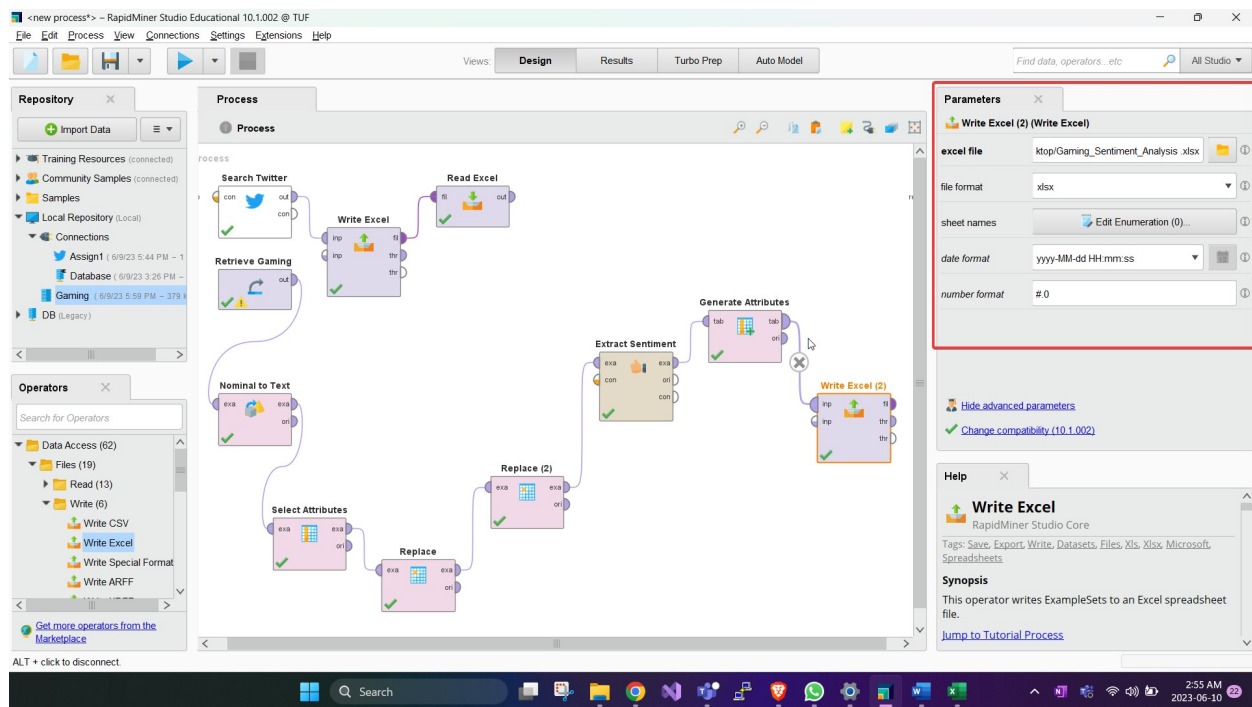 <new process*> – RapidMiner Studio Educational 10.1.002 @ TUF
File Edit Process View Connections Settings Extensions Help
Views: Design Results Turbo Prep Auto Model
Find data, operators...etc
All Studio
Repository
Import Data
Training Resources (connected)
Community Samples (connected)
Samples
Local Repository (Local)
Connections
Assign1 ( 6/9/23 5:44 PM – 1
Database ( 6/9/23 3:26 PM –
Gaming ( 6/9/23 5:59 PM – 379
DB (Legacy)
Operators
Search for Operators
Data Access (62)
Files (19)
Read (13)
Write (6)
Write CSV
Write Excel
Write Special Format
Write ARFF
Get more operators from the
Marketplace
ALT + click to disconnect.
Process
Process
rocess
Search Twitter
con out
con
Write Excel
inp fil
inp thr
thr
Read Excel
fil out
Retrieve Gaming
out
Nominal to Text
exa exa
ori
Select Attributes
exa exa
ori
Replace
exa exa
ori
Replace (2)
exa exa
ori
Extract Sentiment
exa exa
con ori
con
Generate Attributes
tab tab
ori
Write Excel (2)
inp fil
inp thr
thr
Parameters
Write Excel (2) (Write Excel)
excel file ktop/Gaming_Sentiment_Analysis .xlsx
file format xlsx
sheet names Edit Enumeration (0)...
date format yyyy-MM-dd HH:mm:ss
number format #.0
Hide advanced parameters
Change compatibility (10.1.002)
Help
Write Excel
RapidMiner Studio Core
Tags: Save, Export, Write, Datasets, Files, Xls, Xlsx, Microsoft,
Spreadsheets
Synopsis
This operator writes ExampleSets to an Excel spreadsheet
file.
Jump to Tutorial Process
Search
2:55 AM
2023-06-10
22